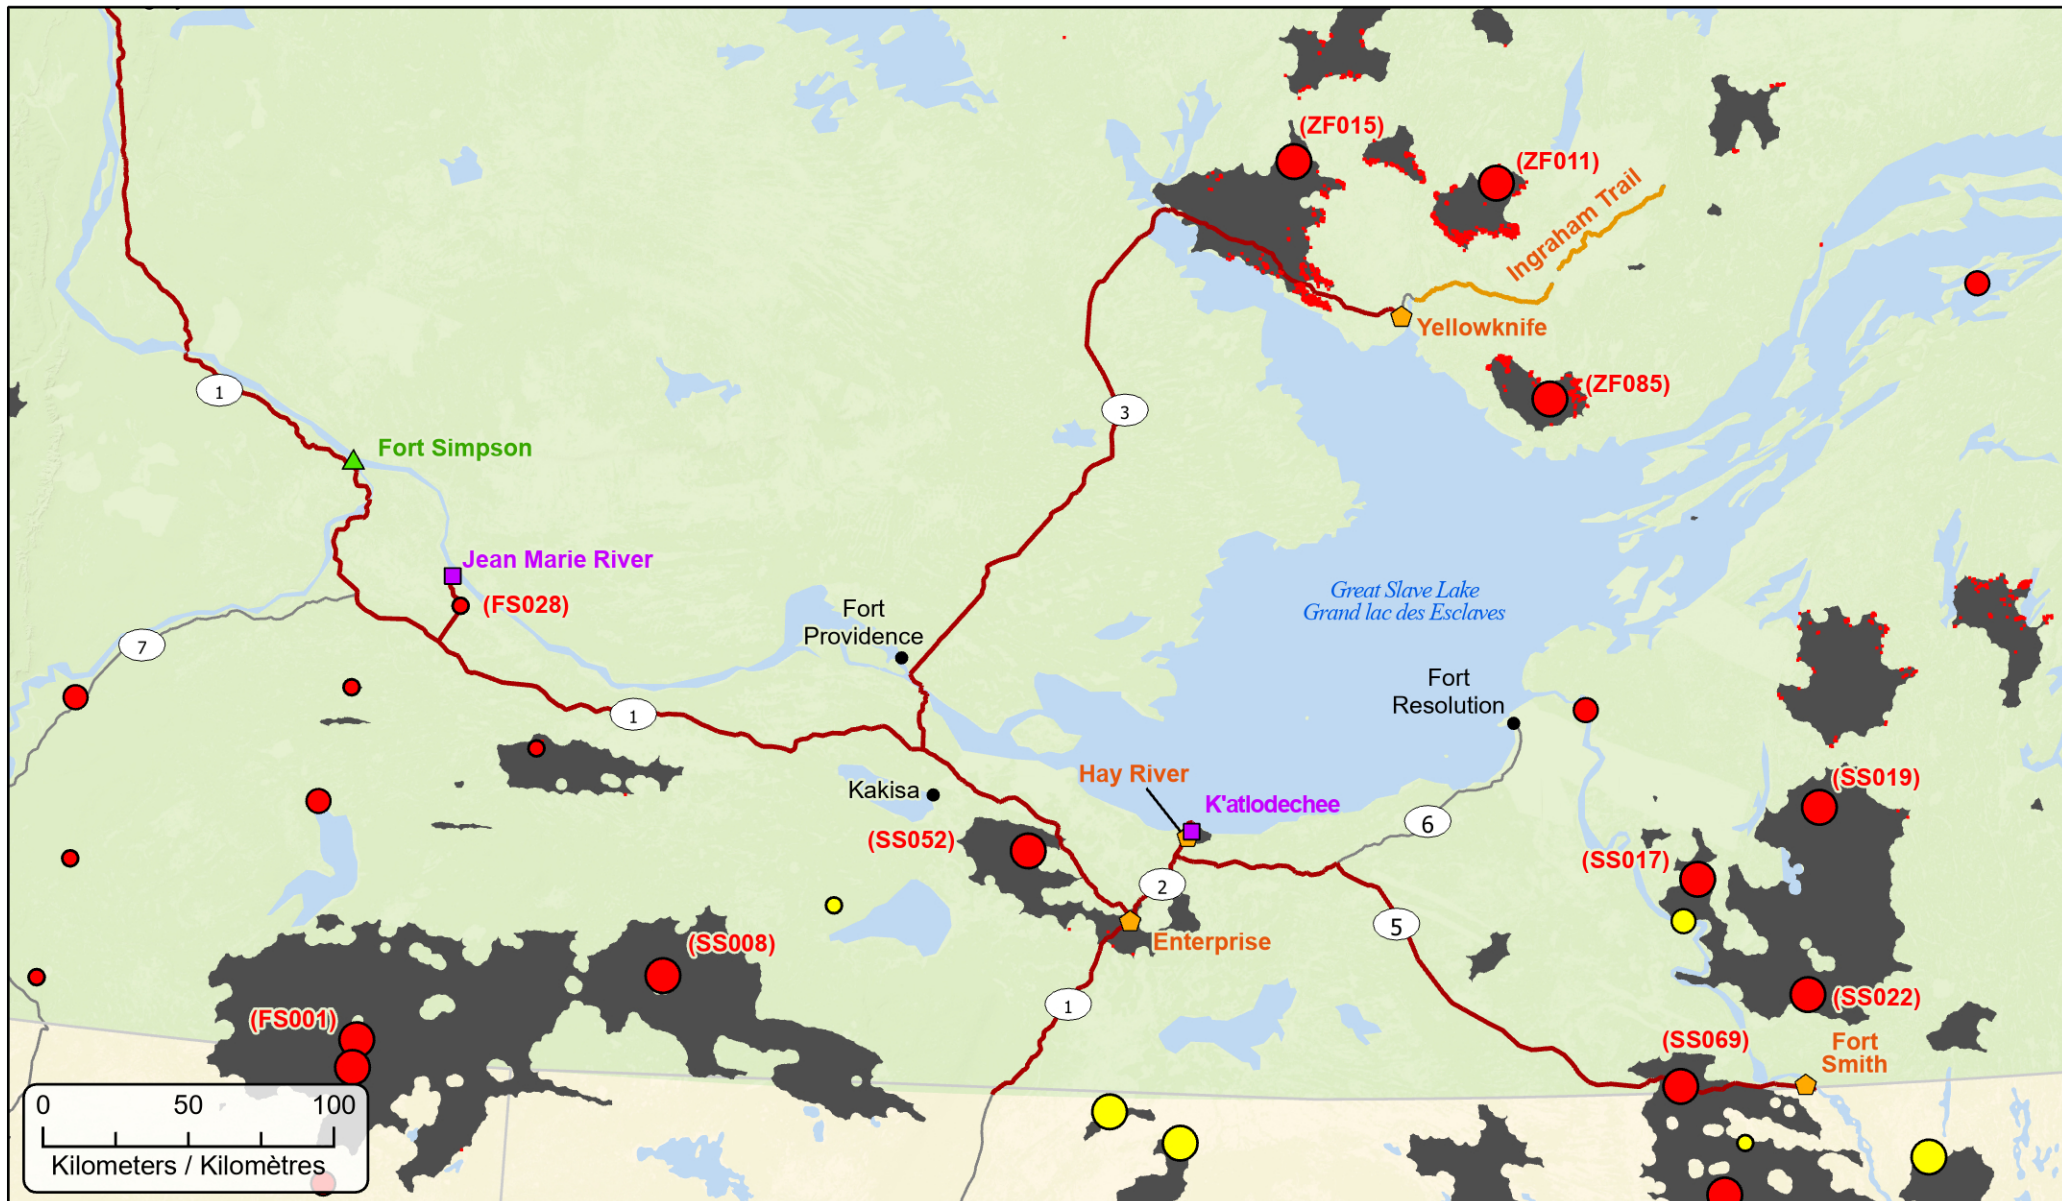 (ZF015)
(ZF011)
Ingraham Trail
Yellowknife
(ZF085)
1
3
Fort Simpson
Jean Marie River
(FS028)
7
Fort
Providence
Great Slave Lake
Grand lac des Esclaves
Fort
Resolution
1
Hay River
Kakisa
K'atlodechee
6
(SS019)
(SS052)
(SS017)
2
5
(SS008)
Enterprise
1
(SS022)
(FS001)
(SS069)
Fort
Smith
0 50 100
Kilometers / Kilomètres